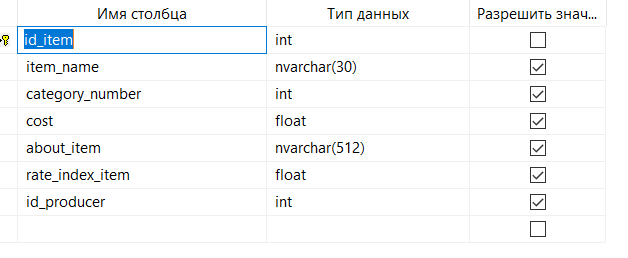 Имя столбца Тип данных Разрешить знач...
id_item int
item_name nvarchar(30)
category_number int
cost float
about_item nvarchar(512)
rate_index_item float
id_producer int